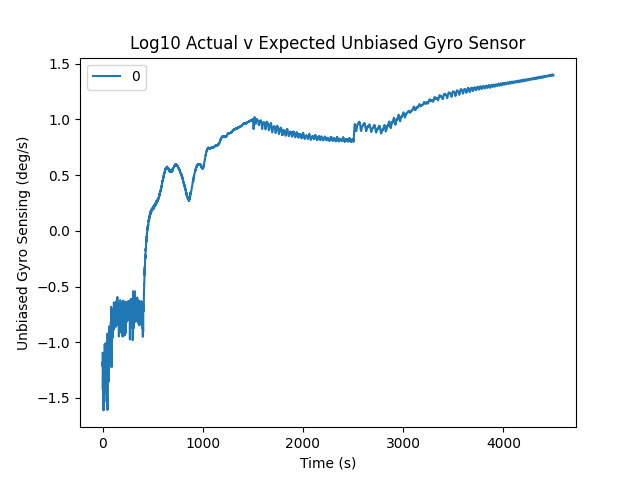 Log10 Actual v Expected Unbiased Gyro Sensor
0
Unbiased Gyro Sensing (deg/s)
1.5
1.0
0.5
0.0
−0.5
−1.0
−1.5
0 1000 2000 3000 4000
Time (s)